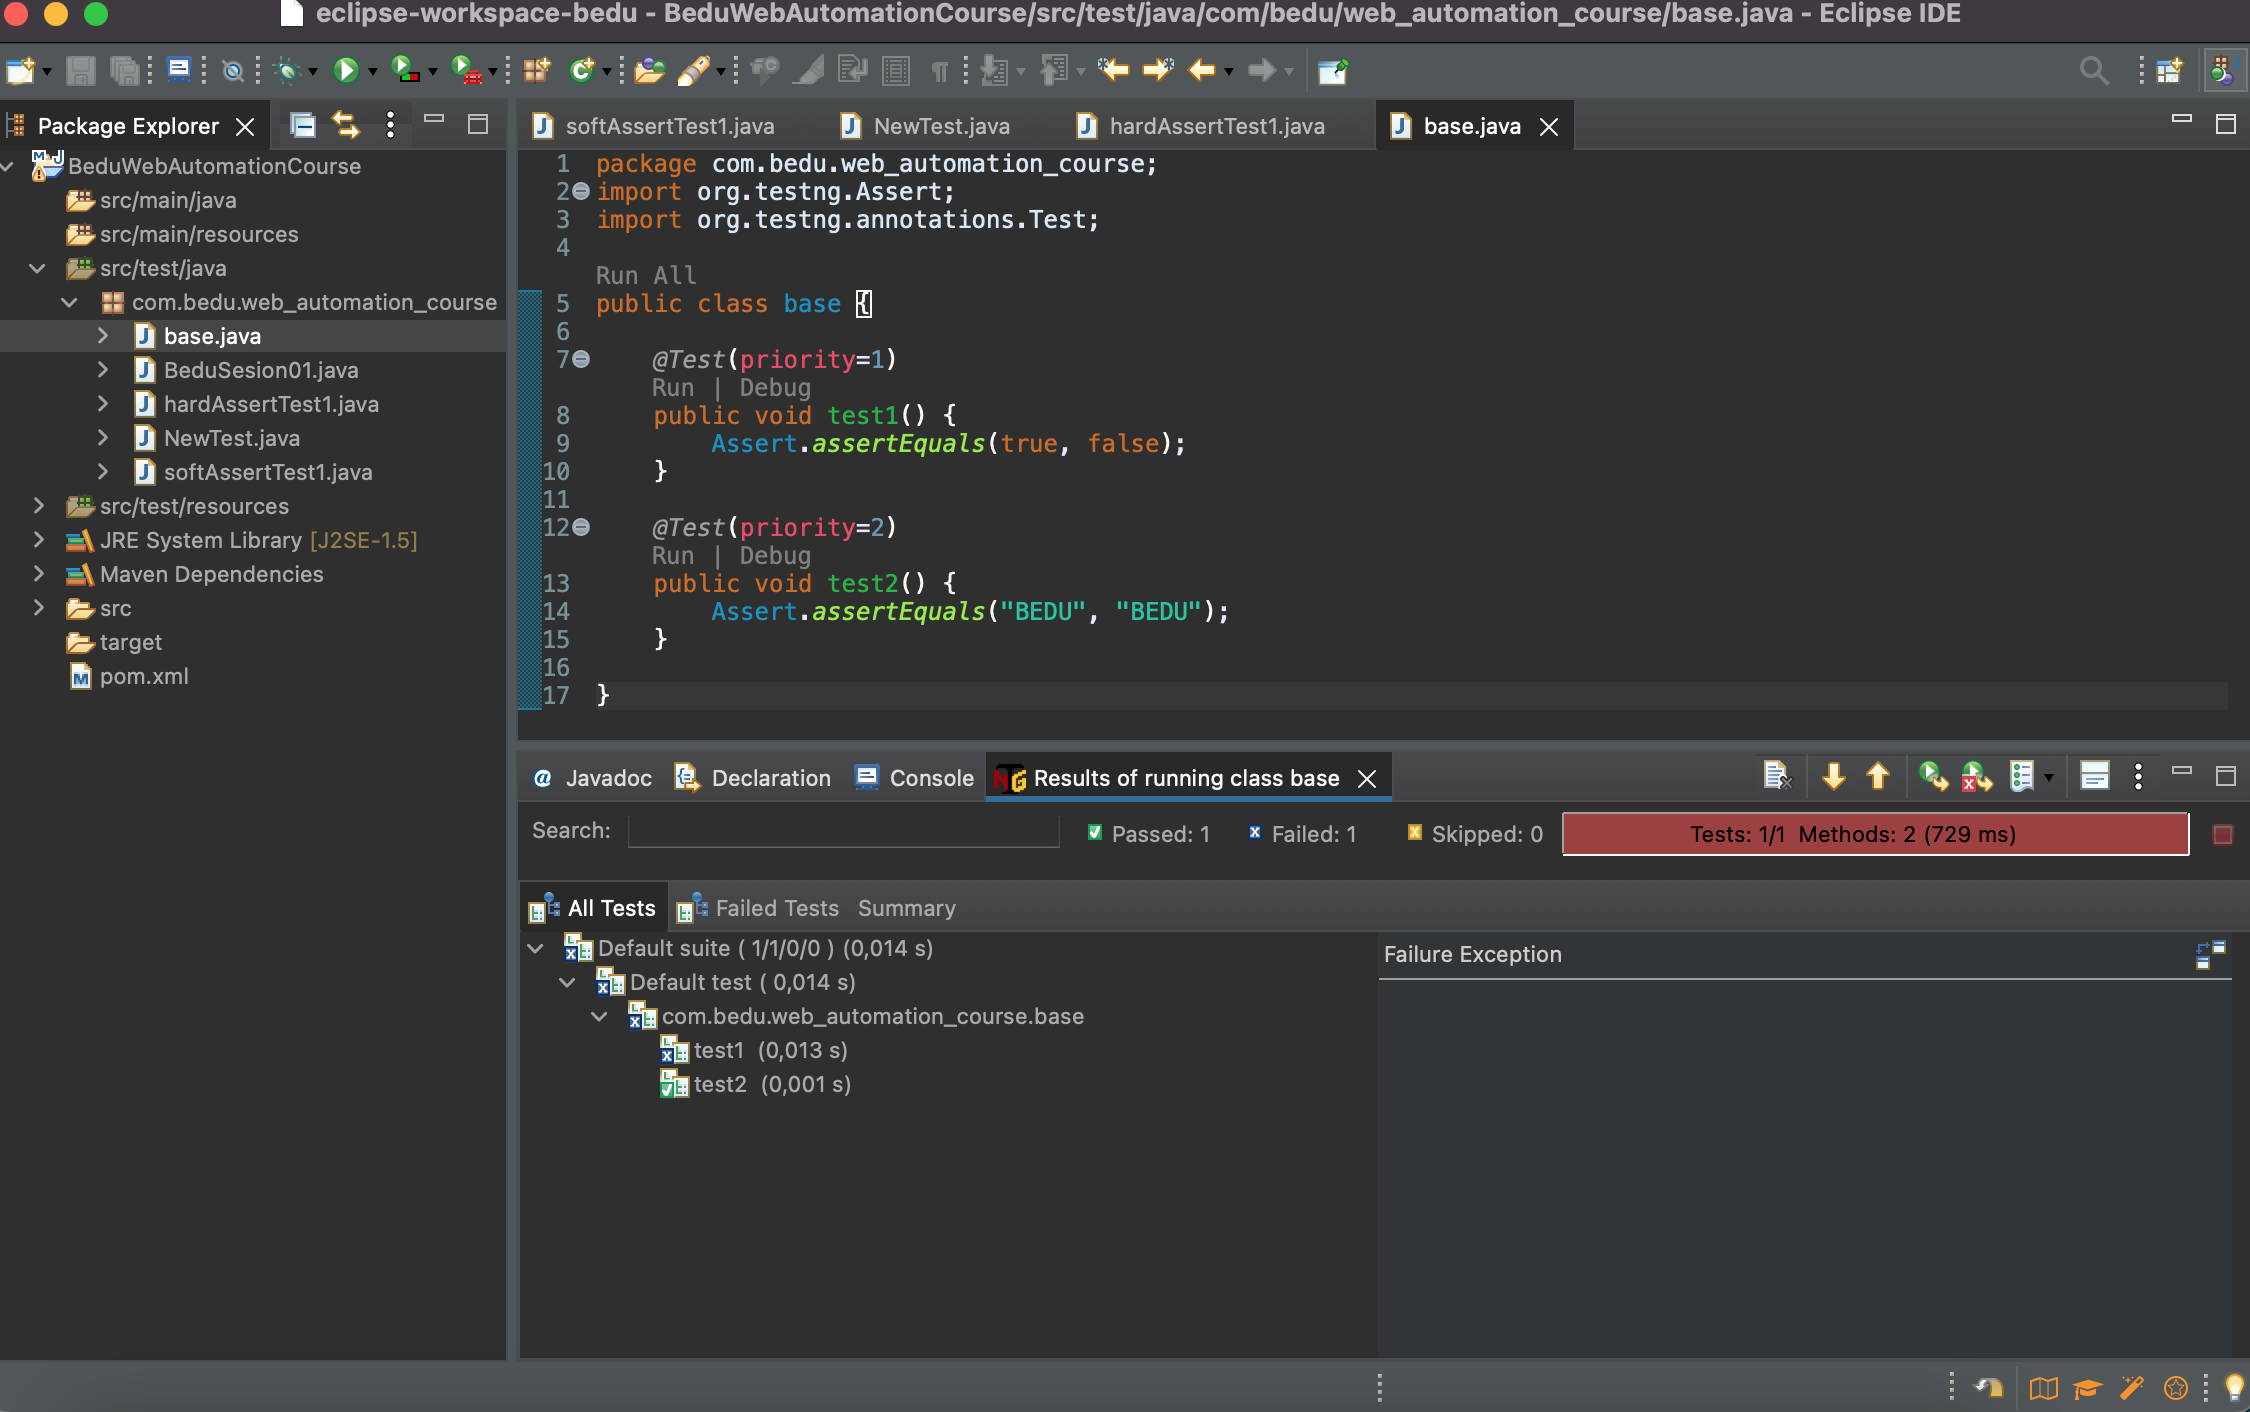 eclipse-workspace-bedu - BeduWebAutomationCourse/src/test/java/com/bedu/web_automation_course/base.java - Eclipse IDE
Package Explorer
BeduWebAutomationCourse
src/main/java
src/main/resources
src/test/java
com.bedu.web_automation_course
base.java
BeduSesion01.java
hardAssertTest1.java
NewTest.java
softAssertTest1.java
src/test/resources
JRE System Library [J2SE-1.5]
Maven Dependencies
src
target
pom.xml
softAssertTest1.java NewTest.java hardAssertTest1.java base.java
1 package com.bedu.web_automation_course;
2 import org.testng.Assert;
3 import org.testng.annotations.Test;
4
Run All
5 public class base {
6
7 @Test(priority=1)
Run | Debug
8 public void test1() {
9 Assert.assertEquals(true, false);
10 }
11
12 @Test(priority=2)
Run | Debug
13 public void test2() {
14 Assert.assertEquals("BEDU", "BEDU");
15 }
16
17 }
@ Javadoc Declaration Console Results of running class base
Search: Passed: 1 Failed: 1 Skipped: 0 Tests: 1/1 Methods: 2 (729 ms)
All Tests Failed Tests Summary
Default suite ( 1/1/0/0 ) (0,014 s)
Default test ( 0,014 s)
com.bedu.web_automation_course.base
test1 (0,013 s)
test2 (0,001 s)
Failure Exception